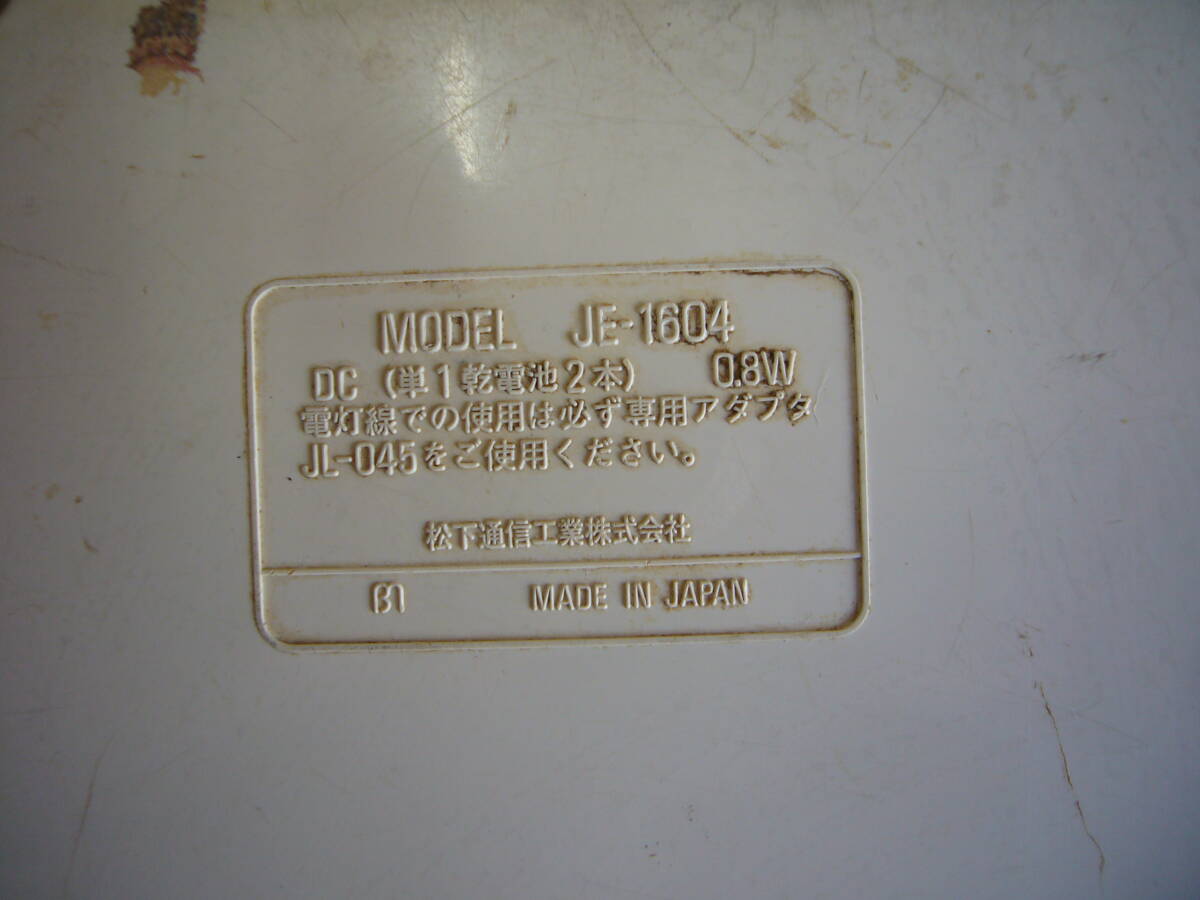 MODEL JE-1604
DC (単1乾電池2本) 0.8W
電灯線での使用は必ず専用アダプタ
JL-045をご使用ください。
松下通信工業株式会社
MADE IN JAPAN